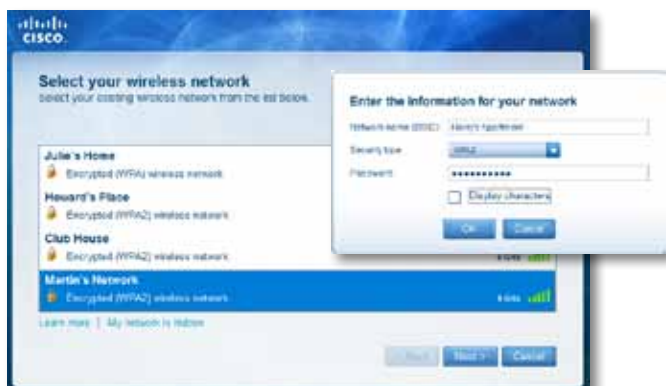 CISCO
Select your wireless network
Select your existing wireless network from the list below.
Julie's Home
Encrypted (WPA) wireless network
Howard's Place
Encrypted (WPA2) wireless network
Club House
Encrypted (WPA2) wireless network
Martin's Network
Encrypted (WPA2) wireless network
Learn more | My network is hidden
Next > Cancel
Enter the information for your network
Network name (SSID)
Security type WPA2
Password ••••••••••
Display characters
OK Cancel